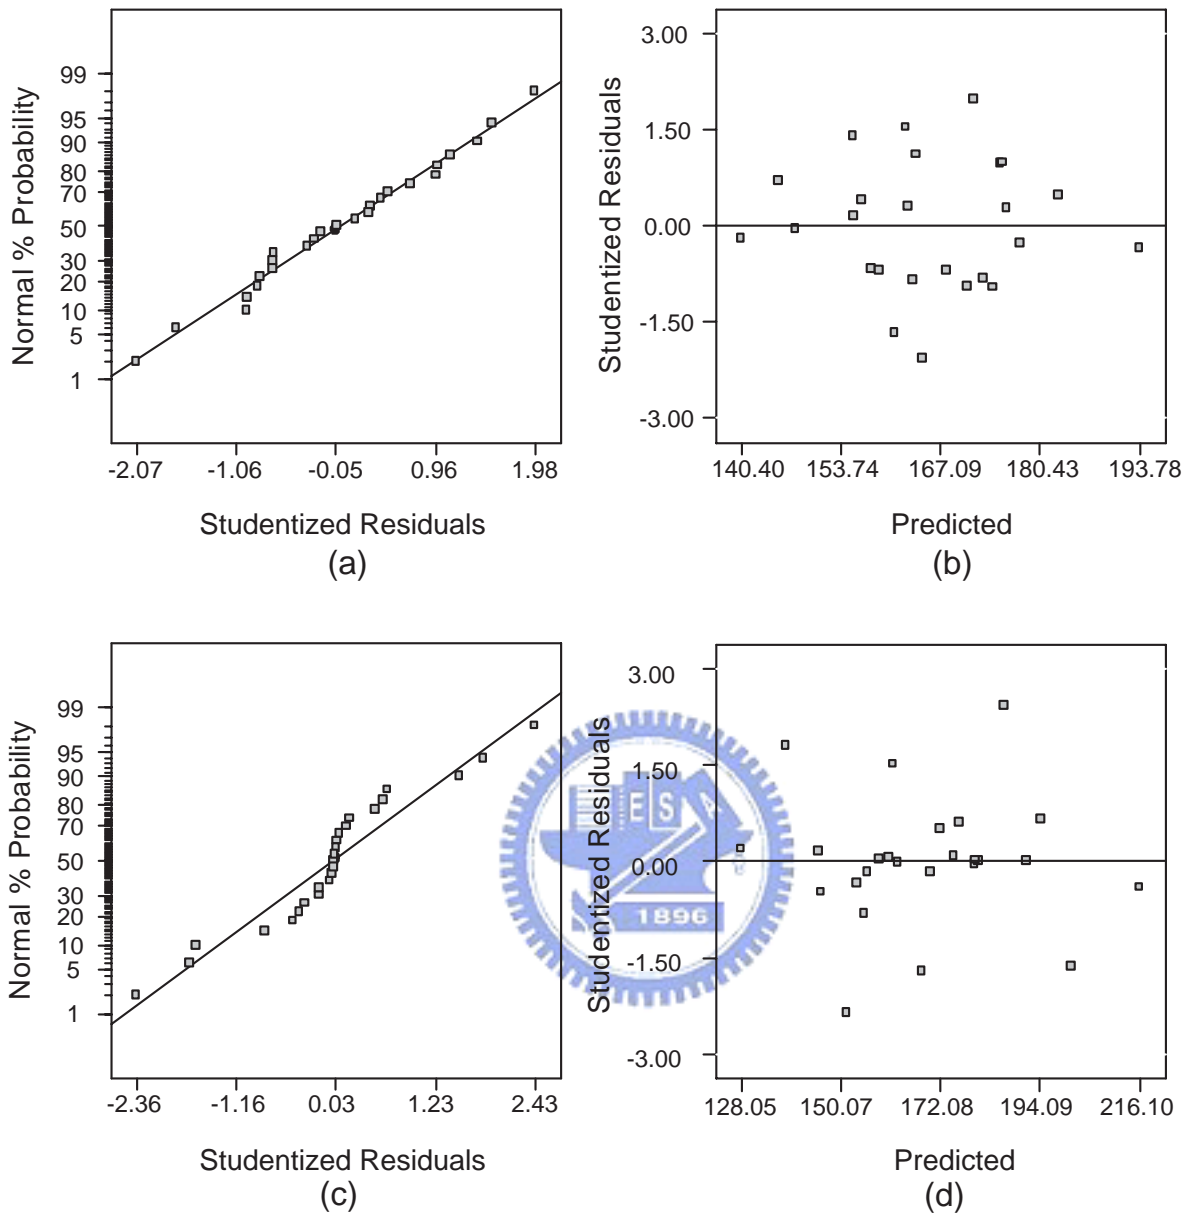 99
95
90
80
70
50
30
20
10
5
1
Normal % Probability
-2.07 -1.06 -0.05 0.96 1.98
Studentized Residuals
(a)
3.00
1.50
0.00
-1.50
-3.00
Studentized Residuals
140.40 153.74 167.09 180.43 193.78
Predicted
(b)
99
95
90
80
70
50
30
20
10
5
1
Normal % Probability
-2.36 -1.16 0.03 1.23 2.43
Studentized Residuals
(c)
E S A
1896
3.00
1.50
0.00
-1.50
-3.00
Studentized Residuals
128.05 150.07 172.08 194.09 216.10
Predicted
(d)